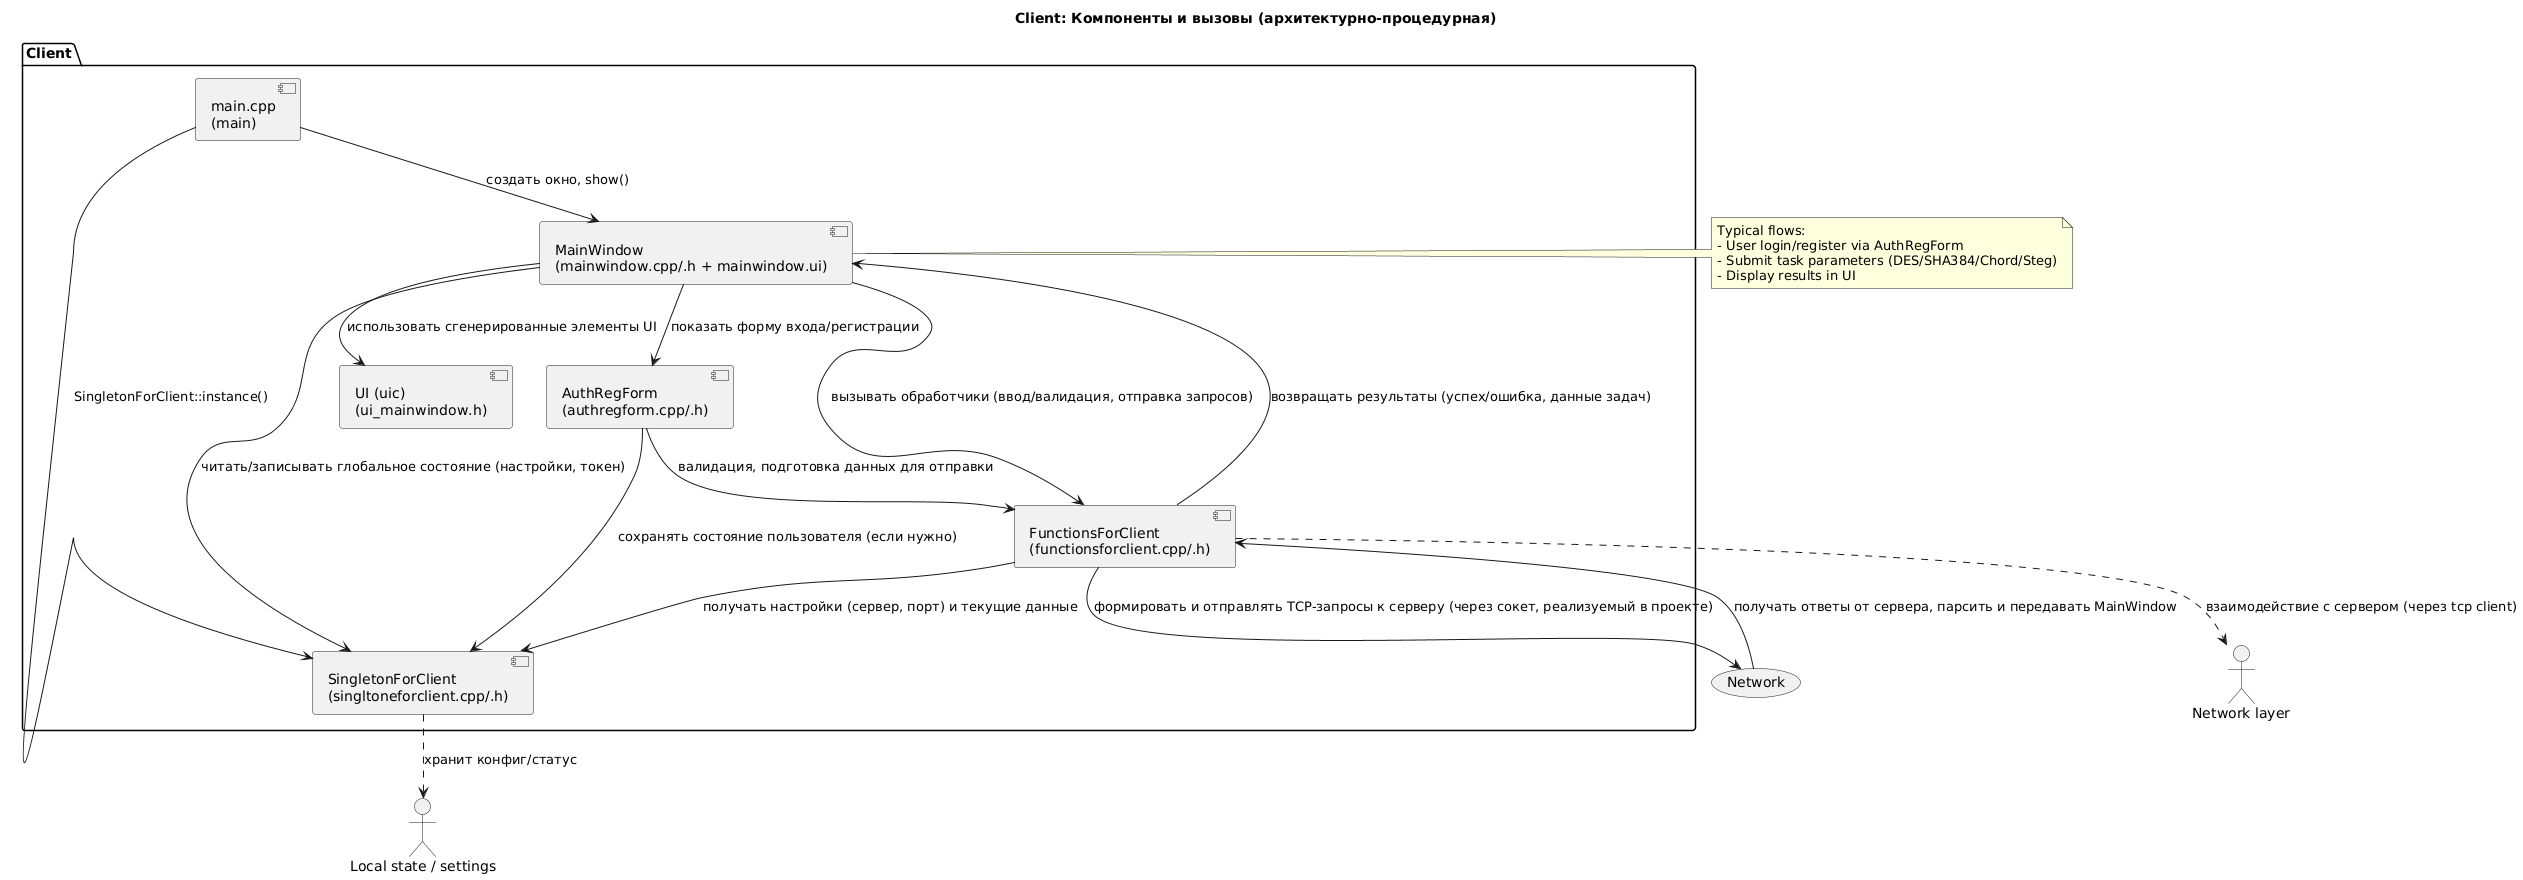 Client: Компоненты и вызовы (архитектурно-процедурная)
Client
main.cpp
(main)
создать окно, show()
MainWindow
(mainwindow.cpp/.h + mainwindow.ui)
Typical flows:
- User login/register via AuthRegForm
- Submit task parameters (DES/SHA384/Chord/Steg)
- Display results in UI
использовать сгенерированные элементы UI
показать форму входа/регистрации
UI (uic)
(ui_mainwindow.h)
AuthRegForm
(authregform.cpp/.h)
SingletonForClient::instance()
вызывать обработчики (ввод/валидация, отправка запросов)
возвращать результаты (успех/ошибка, данные задач)
читать/записывать глобальное состояние (настройки, токен)
валидация, подготовка данных для отправки
сохранять состояние пользователя (если нужно)
FunctionsForClient
(functionsforclient.cpp/.h)
получать настройки (сервер, порт) и текущие данные
формировать и отправлять TCP-запросы к серверу (через сокет, реализуемый в проекте)
получать ответы от сервера, парсить и передавать MainWindow
взаимодействие с сервером (через tcp client)
SingletonForClient
(singltoneforclient.cpp/.h)
Network
Network layer
хранит конфиг/статус
Local state / settings